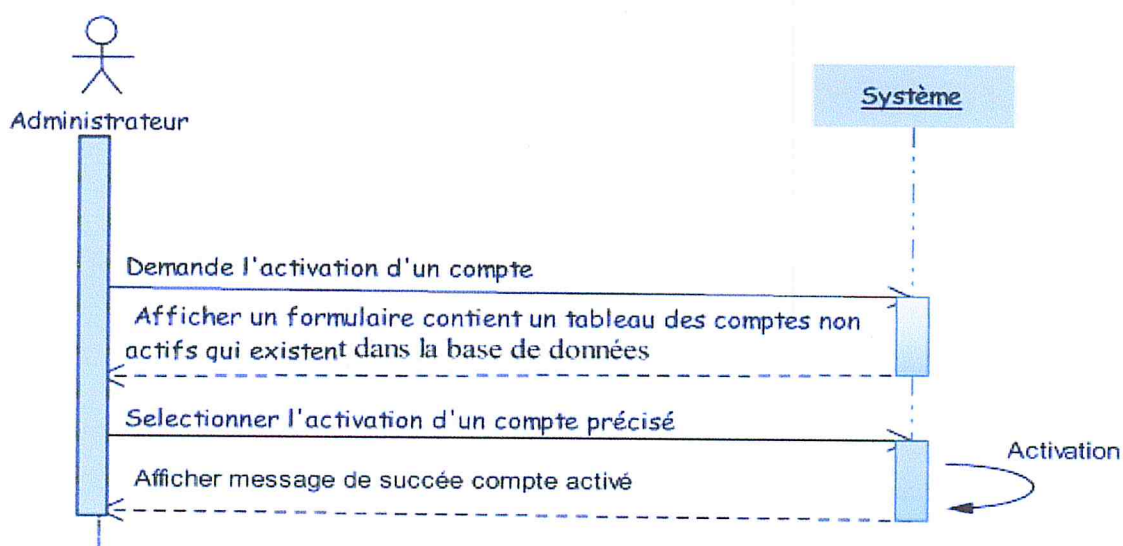 Système
Administrateur
Demande l'activation d'un compte
Afficher un formulaire contient un tableau des comptes non
actifs qui existent dans la base de données
Selectionner l'activation d'un compte précisé
Activation
Afficher message de succée compte activé